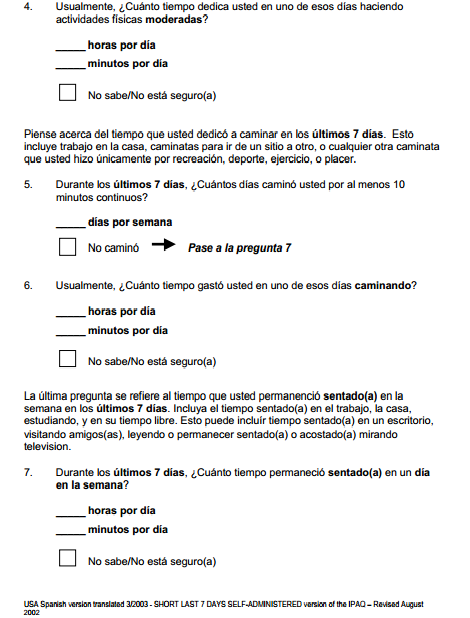 4. Usualmente, ¿Cuánto tiempo dedica usted en uno de esos días haciendo
actividades físicas moderadas?
_____ horas por día
_____ minutos por día
No sabe/No está seguro(a)
Piense acerca del tiempo que usted dedicó a caminar en los últimos 7 días. Esto
incluye trabajo en la casa, caminatas para ir de un sitio a otro, o cualquier otra caminata
que usted hizo únicamente por recreación, deporte, ejercicio, o placer.
5. Durante los últimos 7 días, ¿Cuántos días caminó usted por al menos 10
minutos continuos?
_____ días por semana
No caminó → Pase a la pregunta 7
6. Usualmente, ¿Cuánto tiempo gastó usted en uno de esos días caminando?
_____ horas por día
_____ minutos por día
No sabe/No está seguro(a)
La última pregunta se refiere al tiempo que usted permanenció sentado(a) en la
semana en los últimos 7 días. Incluya el tiempo sentado(a) en el trabajo, la casa,
estudiando, y en su tiempo libre. Esto puede incluír tiempo sentado(a) en un escritorio,
visitando amigos(as), leyendo o permanecer sentado(a) o acostado(a) mirando
television.
7. Durante los últimos 7 días, ¿Cuánto tiempo permaneció sentado(a) en un día
en la semana?
_____ horas por día
_____ minutos por día
No sabe/No está seguro(a)
USA Spanish version translated 3/2003 - SHORT LAST 7 DAYS SELF-ADMINISTERED version of the IPAQ – Revised August
2002